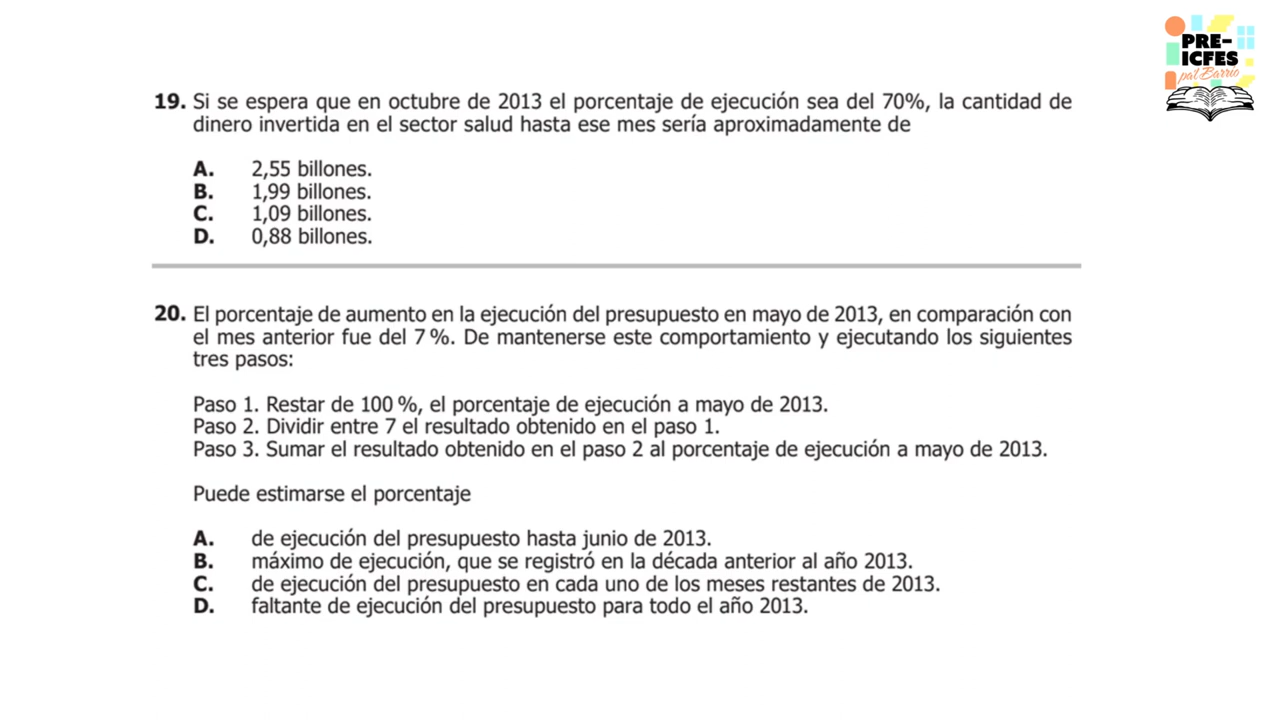 PRE-
ICFES
pa'l Barrio
19. Si se espera que en octubre de 2013 el porcentaje de ejecución sea del 70%, la cantidad de
dinero invertida en el sector salud hasta ese mes sería aproximadamente de
A. 2,55 billones.
B. 1,99 billones.
C. 1,09 billones.
D. 0,88 billones.
20. El porcentaje de aumento en la ejecución del presupuesto en mayo de 2013, en comparación con
el mes anterior fue del 7 %. De mantenerse este comportamiento y ejecutando los siguientes
tres pasos:
Paso 1. Restar de 100 %, el porcentaje de ejecución a mayo de 2013.
Paso 2. Dividir entre 7 el resultado obtenido en el paso 1.
Paso 3. Sumar el resultado obtenido en el paso 2 al porcentaje de ejecución a mayo de 2013.
Puede estimarse el porcentaje
A. de ejecución del presupuesto hasta junio de 2013.
B. máximo de ejecución, que se registró en la década anterior al año 2013.
C. de ejecución del presupuesto en cada uno de los meses restantes de 2013.
D. faltante de ejecución del presupuesto para todo el año 2013.